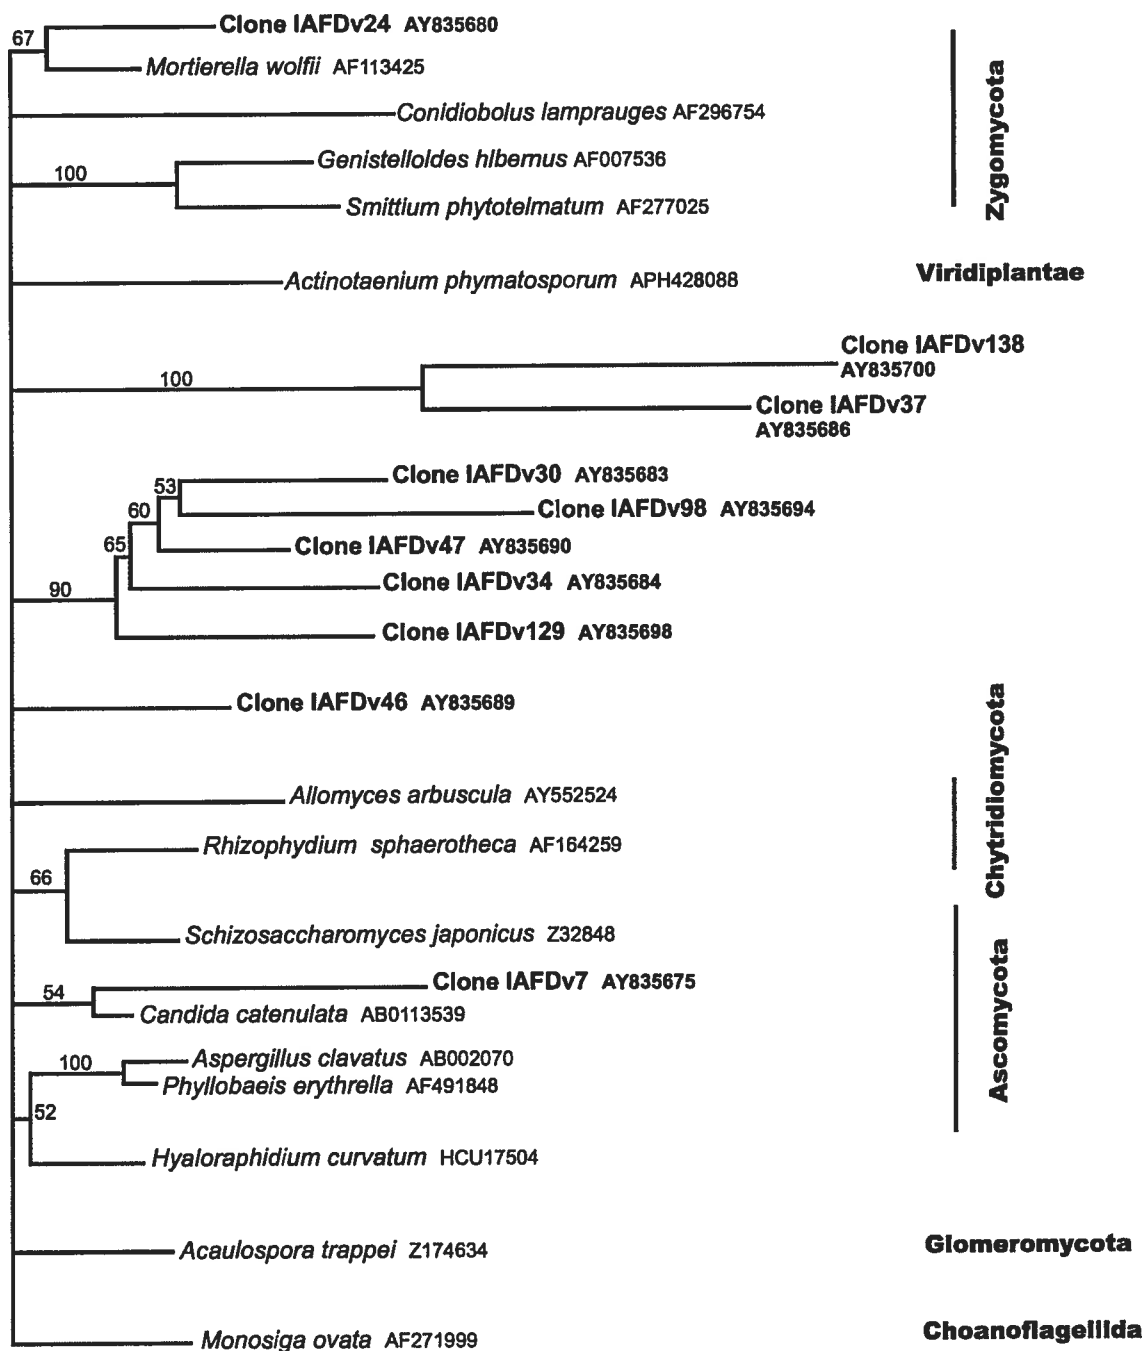 Clone IAFDv24 AY835680
67
Mortierella wolfii AF113425
Conidiobolus lamprauges AF296754
Genistelloides hibernus AF007536
100
Smittium phytotelmatum AF277025
Zygomycota
Actinotaenium phymatosporum APH428088
Viridiplantae
Clone IAFDv138
AY835700
100
Clone IAFDv37
AY835686
Clone IAFDv30 AY835683
53
Clone IAFDv98 AY835694
60
Clone IAFDv47 AY835690
65
Clone IAFDv34 AY835684
90
Clone IAFDv129 AY835698
Clone IAFDv46 AY835689
Allomyces arbuscula AY552524
Rhizophydium sphaerotheca AF164259
Chytridiomycota
66
Schizosaccharomyces japonicus Z32848
Clone IAFDv7 AY835675
54
Candida catenulata AB0113539
Aspergillus clavatus AB002070
100
Phyllobaeis erythrella AF491848
Ascomycota
52
Hyaloraphidium curvatum HCU17504
Acaulospora trappei Z174634
Glomeromycota
Monosiga ovata AF271999
Choanoflagellida